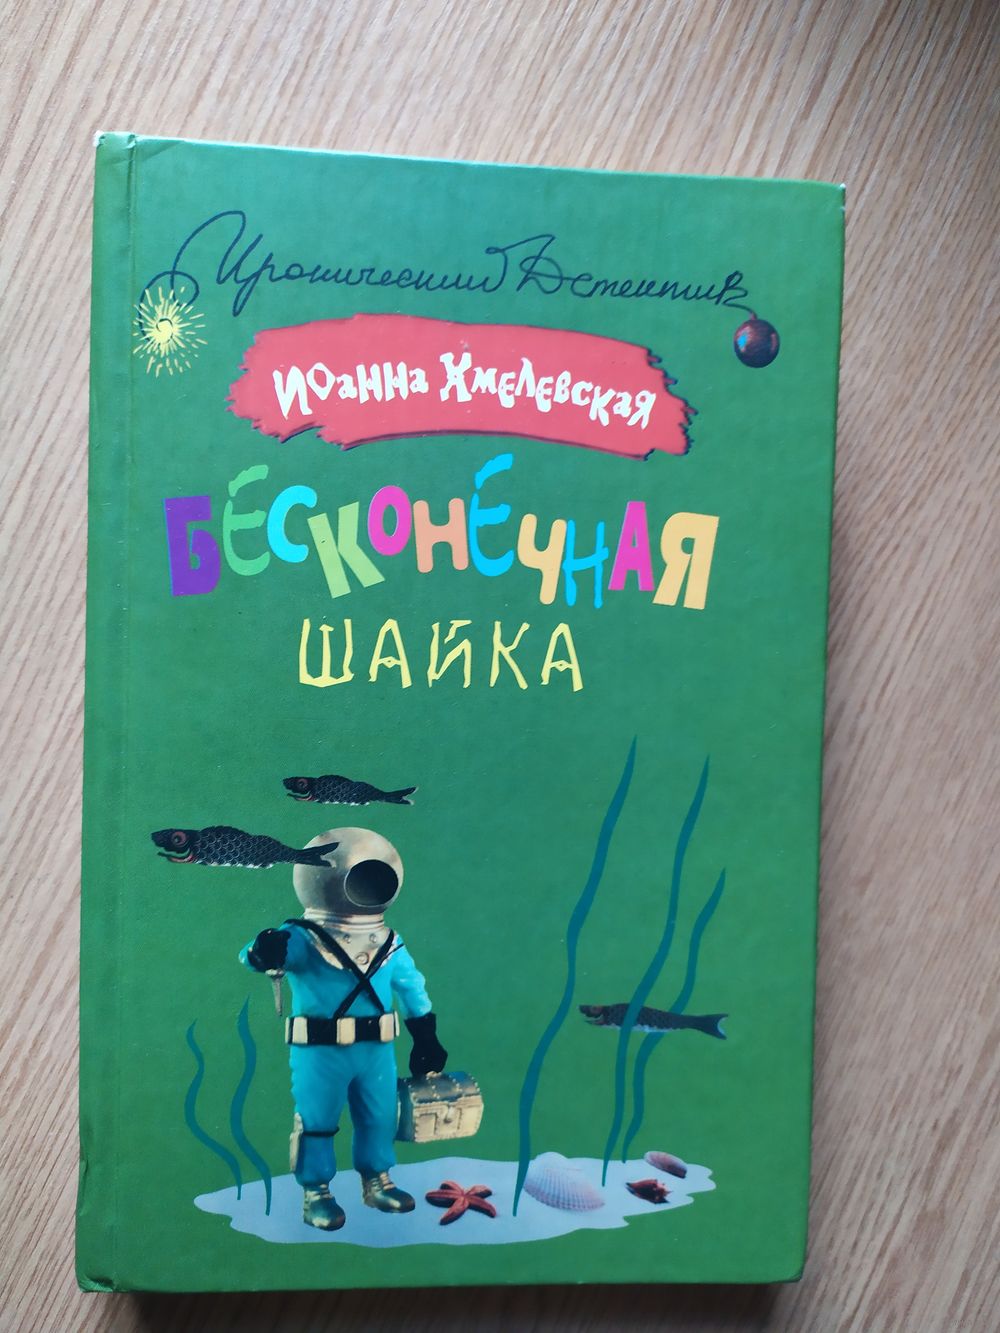 Иронический Детектив
Иоанна Хмелевская
БЕСКОНЕЧНАЯ
ШАЙКА